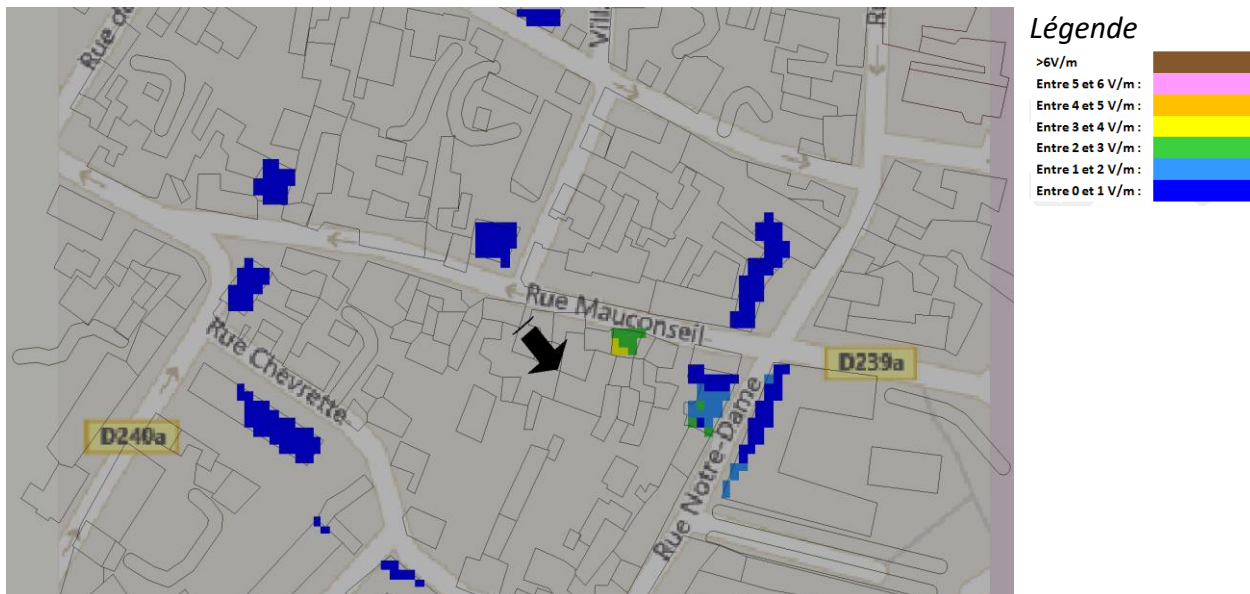 Légende
>6V/m
Entre 5 et 6 V/m :
Entre 4 et 5 V/m :
Entre 3 et 4 V/m :
Entre 2 et 3 V/m :
Entre 1 et 2 V/m :
Entre 0 et 1 V/m :
Rue
Rue Mauconseil
D239a
Rue Chevrette
D240a
Rue Notre-Dame